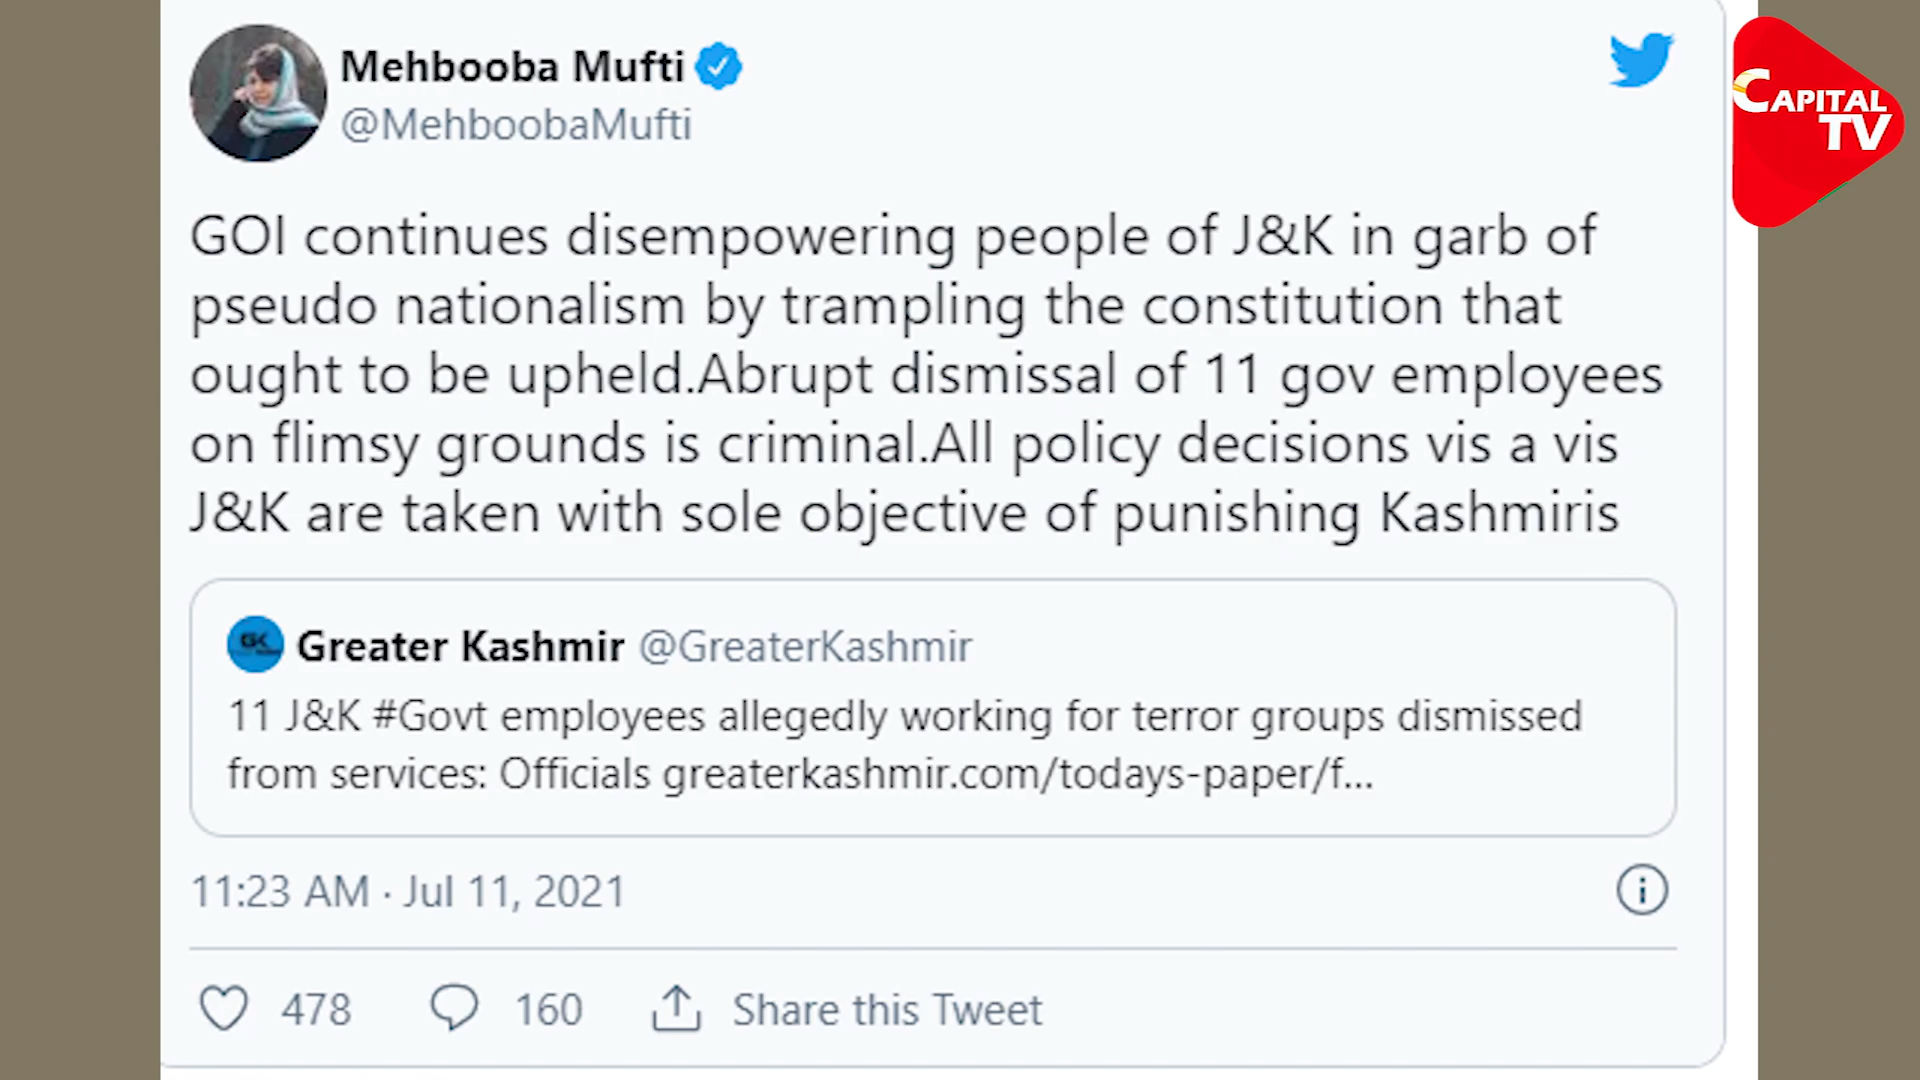 Mehbooba Mufti
@MehboobaMufti
CAPITAL
TV
GOI continues disempowering people of J&K in garb of
pseudo nationalism by trampling the constitution that
ought to be upheld.Abrupt dismissal of 11 gov employees
on flimsy grounds is criminal.All policy decisions vis a vis
J&K are taken with sole objective of punishing Kashmiris
GK
Greater Kashmir @GreaterKashmir
11 J&K #Govt employees allegedly working for terror groups dismissed
from services: Officials greaterkashmir.com/todays-paper/f...
11:23 AM · Jul 11, 2021
478 160 Share this Tweet